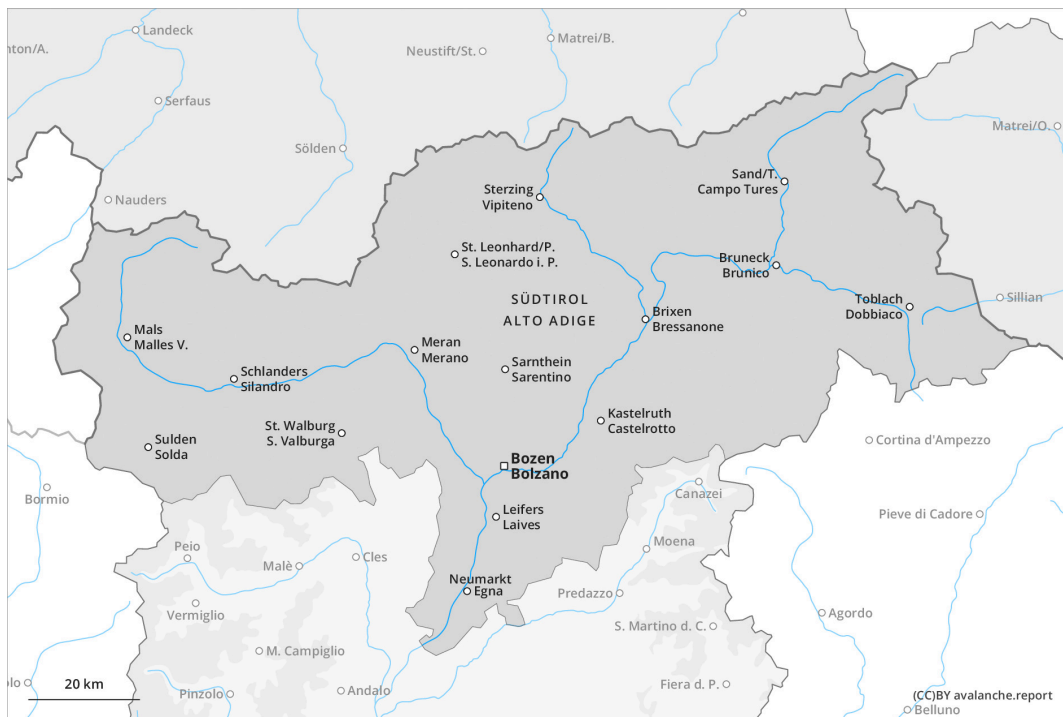 Landeck
nton/A.
Neustift/St.
Matrei/B.
Serfaus
Matrei/O.
Sölden
Sand/T.
Campo Tures
Sterzing
Vipiteno
Nauders
St. Leonhard/P.
S. Leonardo i. P.
Bruneck
Brunico
SÜDTIROL
ALTO ADIGE
Toblach
Dobbiaco
Sillian
Brixen
Bressanone
Mals
Malles V.
Meran
Merano
Sarnthein
Sarentino
Schlanders
Silandro
Kastelruth
Castelrotto
St. Walburg
S. Valburga
Sulden
Solda
Cortina d'Ampezzo
Bozen
Bolzano
Bormio
Canazei
Leifers
Laives
Pieve di Cadore
Moena
Peio
Malè
Cles
Neumarkt
Egna
Predazzo
Vermiglio
Agordo
S. Martino d. C.
M. Campiglio
lo
20 km
Pinzolo
Andalo
Fiera d. P.
(CC)BY avalanche.report
Belluno